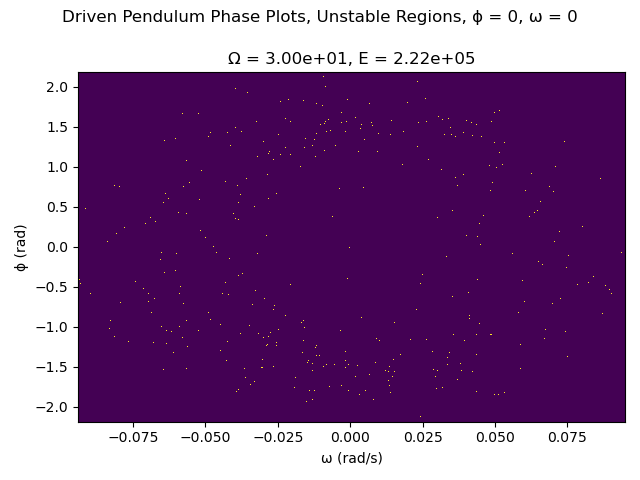 Driven Pendulum Phase Plots, Unstable Regions, ϕ = 0, ω = 0
Ω = 3.00e+01, E = 2.22e+05
2.0
1.5
1.0
0.5
0.0
−0.5
−1.0
−1.5
−2.0
ϕ (rad)
−0.075 −0.050 −0.025 0.000 0.025 0.050 0.075
ω (rad/s)